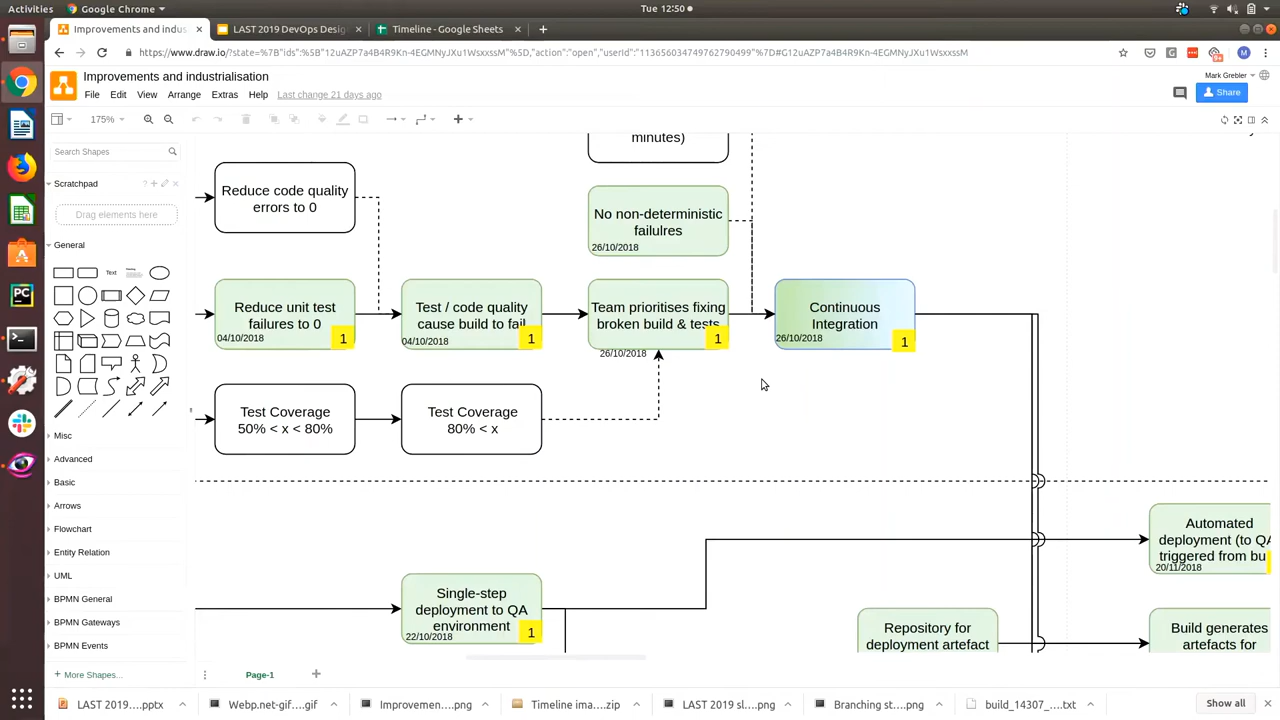 Activities
Google Chrome
Tue 12:50
Improvements and indus
LAST 2019 DevOps Desig
Timeline - Google Sheets
https://www.draw.io/?state=%7B"ids":%5B"12uAZP7a4B4R9Kn-4EGMNyJXu1WsxxsM"%5D,"action":"open","userId":"113656034749762790499"%7D#G12uAZP7a4B4R9Kn-4EGMNyJXu1WsxxsM
Improvements and industrialisation
Mark Grebler
File Edit View Arrange Extras Help Last change 21 days ago
Share
175%
Search Shapes
Scratchpad
Drag elements here
General
Text
Misc
Advanced
Basic
Arrows
Flowchart
Entity Relation
UML
BPMN General
BPMN Gateways
BPMN Events
More Shapes...
minutes)
Reduce code quality
errors to 0
No non-deterministic
failulres
26/10/2018
Reduce unit test
failures to 0
04/10/2018
1
Test / code quality
cause build to fail
04/10/2018
1
Team prioritises fixing
broken build & tests
1
26/10/2018
Continuous
Integration
26/10/2018
1
Test Coverage
50% < x < 80%
Test Coverage
80% < x
Automated
deployment (to QA
triggered from bu
20/11/2018
Single-step
deployment to QA
environment
22/10/2018
1
Repository for
deployment artefact
Build generates
artefacts for
Page-1
LAST 2019....pptx
Webp.net-gif....gif
Improvemen....png
Timeline ima....zip
LAST 2019 sl....png
Branching st....png
build_14307_....txt
Show all